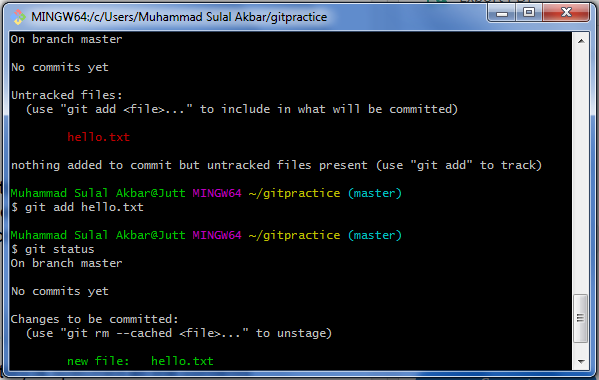 Export PDF
MINGW64:/c/Users/Muhammad Sulal Akbar/gitpractice
On branch master
No commits yet
Untracked files:
(use "git add <file>..." to include in what will be committed)
hello.txt
nothing added to commit but untracked files present (use "git add" to track)
Muhammad Sulal Akbar@Jutt MINGW64 ~/gitpractice (master)
$ git add hello.txt
Muhammad Sulal Akbar@Jutt MINGW64 ~/gitpractice (master)
$ git status
On branch master
No commits yet
Changes to be committed:
(use "git rm --cached <file>..." to unstage)
new file:   hello.txt